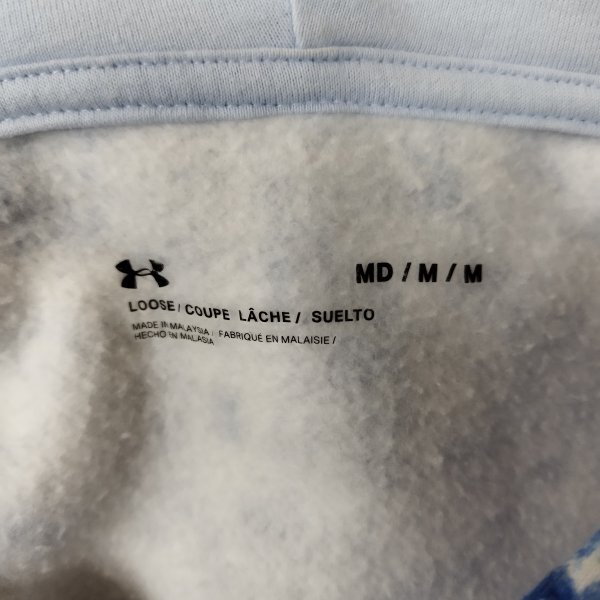 MD / M / M
LOOSE / COUPE LÂCHE / SUELTO
MADE IN MALAYSIA / FABRIQUÉ EN MALAISIE /
HECHO EN MALASIA